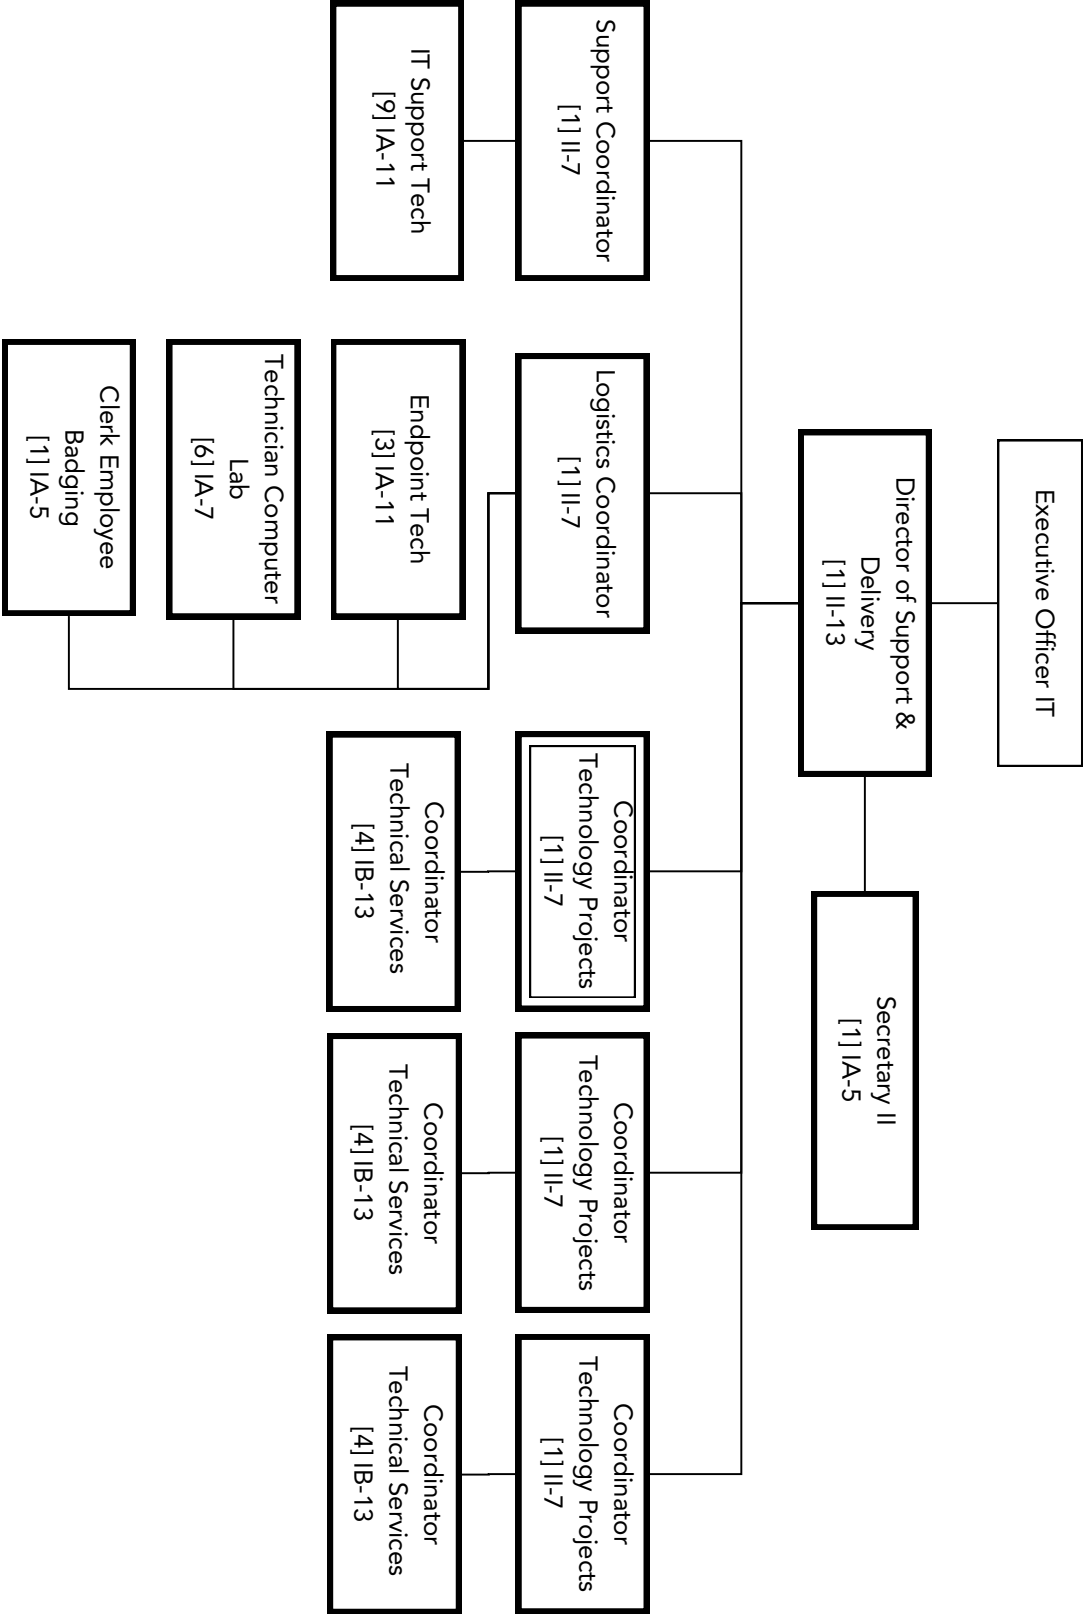 Executive Officer IT
Director of Support &
Delivery
[1] II-13
Secretary II
[1] IA-5
Support Coordinator
[1] II-7
Logistics Coordinator
[1] II-7
Coordinator
Technology Projects
[1] II-7
Coordinator
Technology Projects
[1] II-7
Coordinator
Technology Projects
[1] II-7
IT Support Tech
[9] IA-11
Endpoint Tech
[3] IA-11
Coordinator
Technical Services
[4] IB-13
Coordinator
Technical Services
[4] IB-13
Coordinator
Technical Services
[4] IB-13
Technician Computer
Lab
[6] IA-7
Clerk Employee
Badging
[1] IA-5